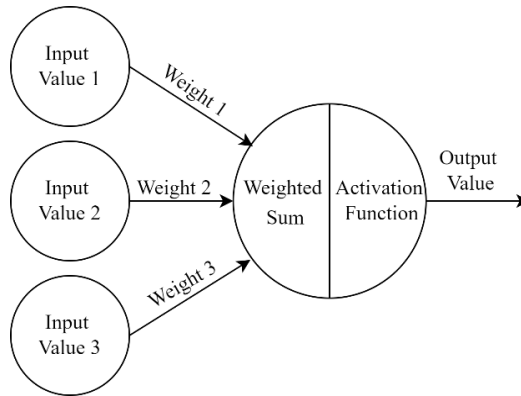 Input
Value 1
Weight 1
Input
Value 2
Weight 2
Weighted
Sum
Activation
Function
Output
Value
Input
Value 3
Weight 3